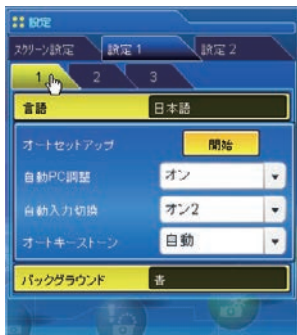 設定
スクリーン設定 設定 1 設定 2
1 2 3
言語 日本語
オートセットアップ 開始
自動PC調整 オン
自動入力切換 オン2
オートキーストーン 自動
バックグラウンド 青